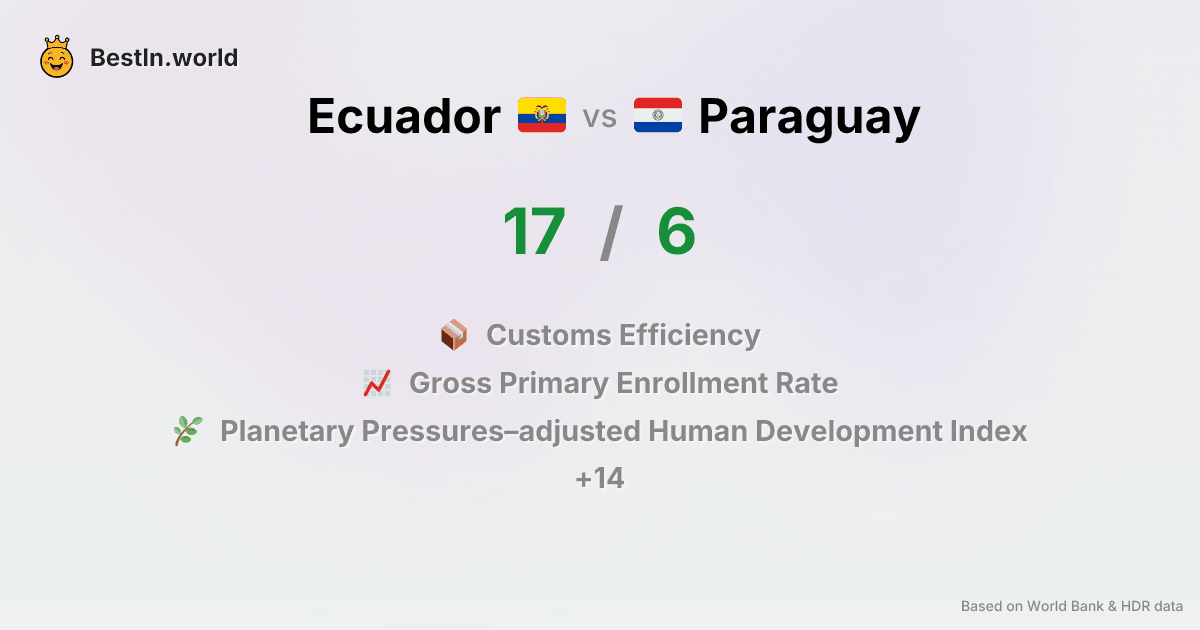 BestIn.world
Ecuador vs Paraguay
17 / 6
Customs Efficiency
Gross Primary Enrollment Rate
Planetary Pressures–adjusted Human Development Index
+14
Based on World Bank & HDR data